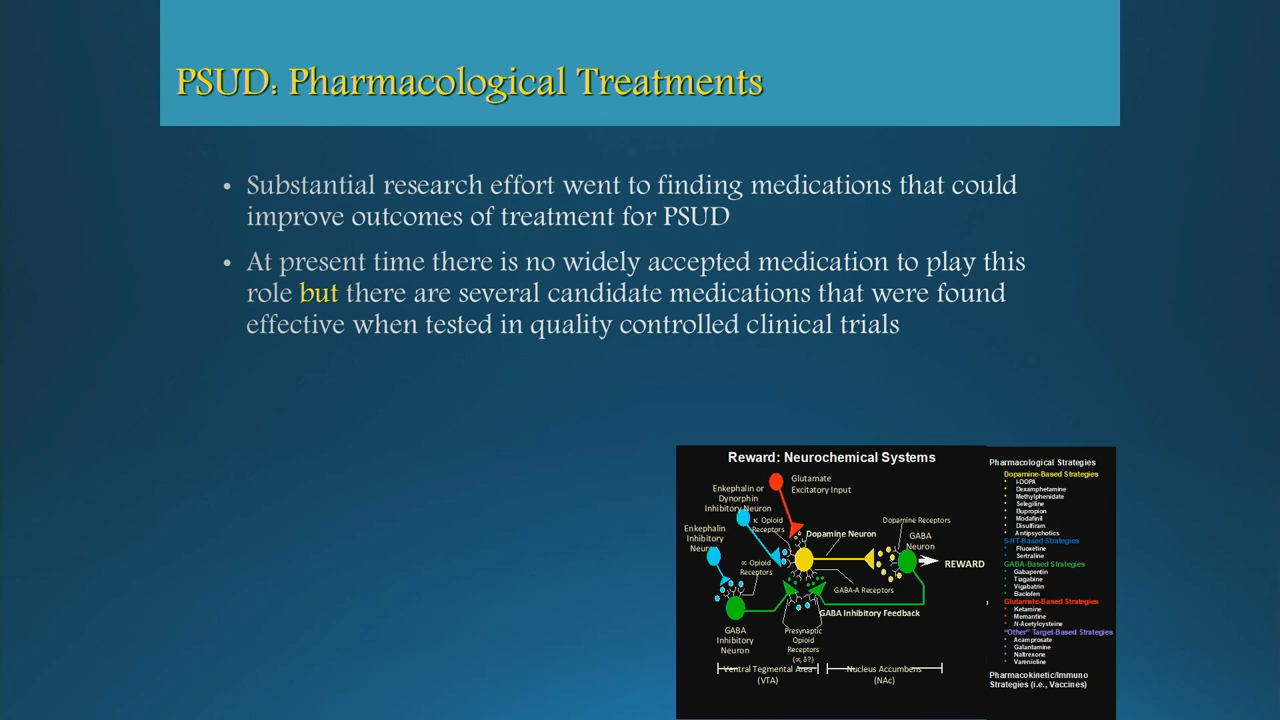 PSUD: Pharmacological Treatments
• Substantial research effort went to finding medications that could
improve outcomes of treatment for PSUD
• At present time there is no widely accepted medication to play this
role but there are several candidate medications that were found
effective when tested in quality controlled clinical trials
Reward: Neurochemical Systems
Glutamate
Excitatory Input
Enkephalin or
Dynorphin
Inhibitory Neuron
κ Opioid
Receptors
Enkephalin
Inhibitory
Neuron
Dopamine Neuron
Dopamine Receptors
GABA
Neuron
REWARD
∝ Opioid
Receptors
GABA-A Receptors
GABA Inhibitory Feedback
GABA
Inhibitory
Neuron
Presynaptic
Opioid
Receptors
(∝, δ?)
Ventral Tegmental Area
(VTA)
Nucleus Accumbens
(NAc)
Pharmacological Strategies
Dopamine-Based Strategies
• l-DOPA
• Dexamphetamine
• Methylphenidate
• Selegiline
• Bupropion
• Modafinil
• Disulfiram
• Antipsychotics
5-HT-Based Strategies
• Fluoxetine
• Sertraline
GABA-Based Strategies
• Gabapentin
• Tiagabine
• Vigabatrin
• Baclofen
Glutamate-Based Strategies
• Ketamine
• Memantine
• N-Acetylcysteine
"Other" Target-Based Strategies
• Acamprosate
• Galantamine
• Naltrexone
• Varenicline
Pharmacokinetic/Immuno
Strategies (i.e., Vaccines)